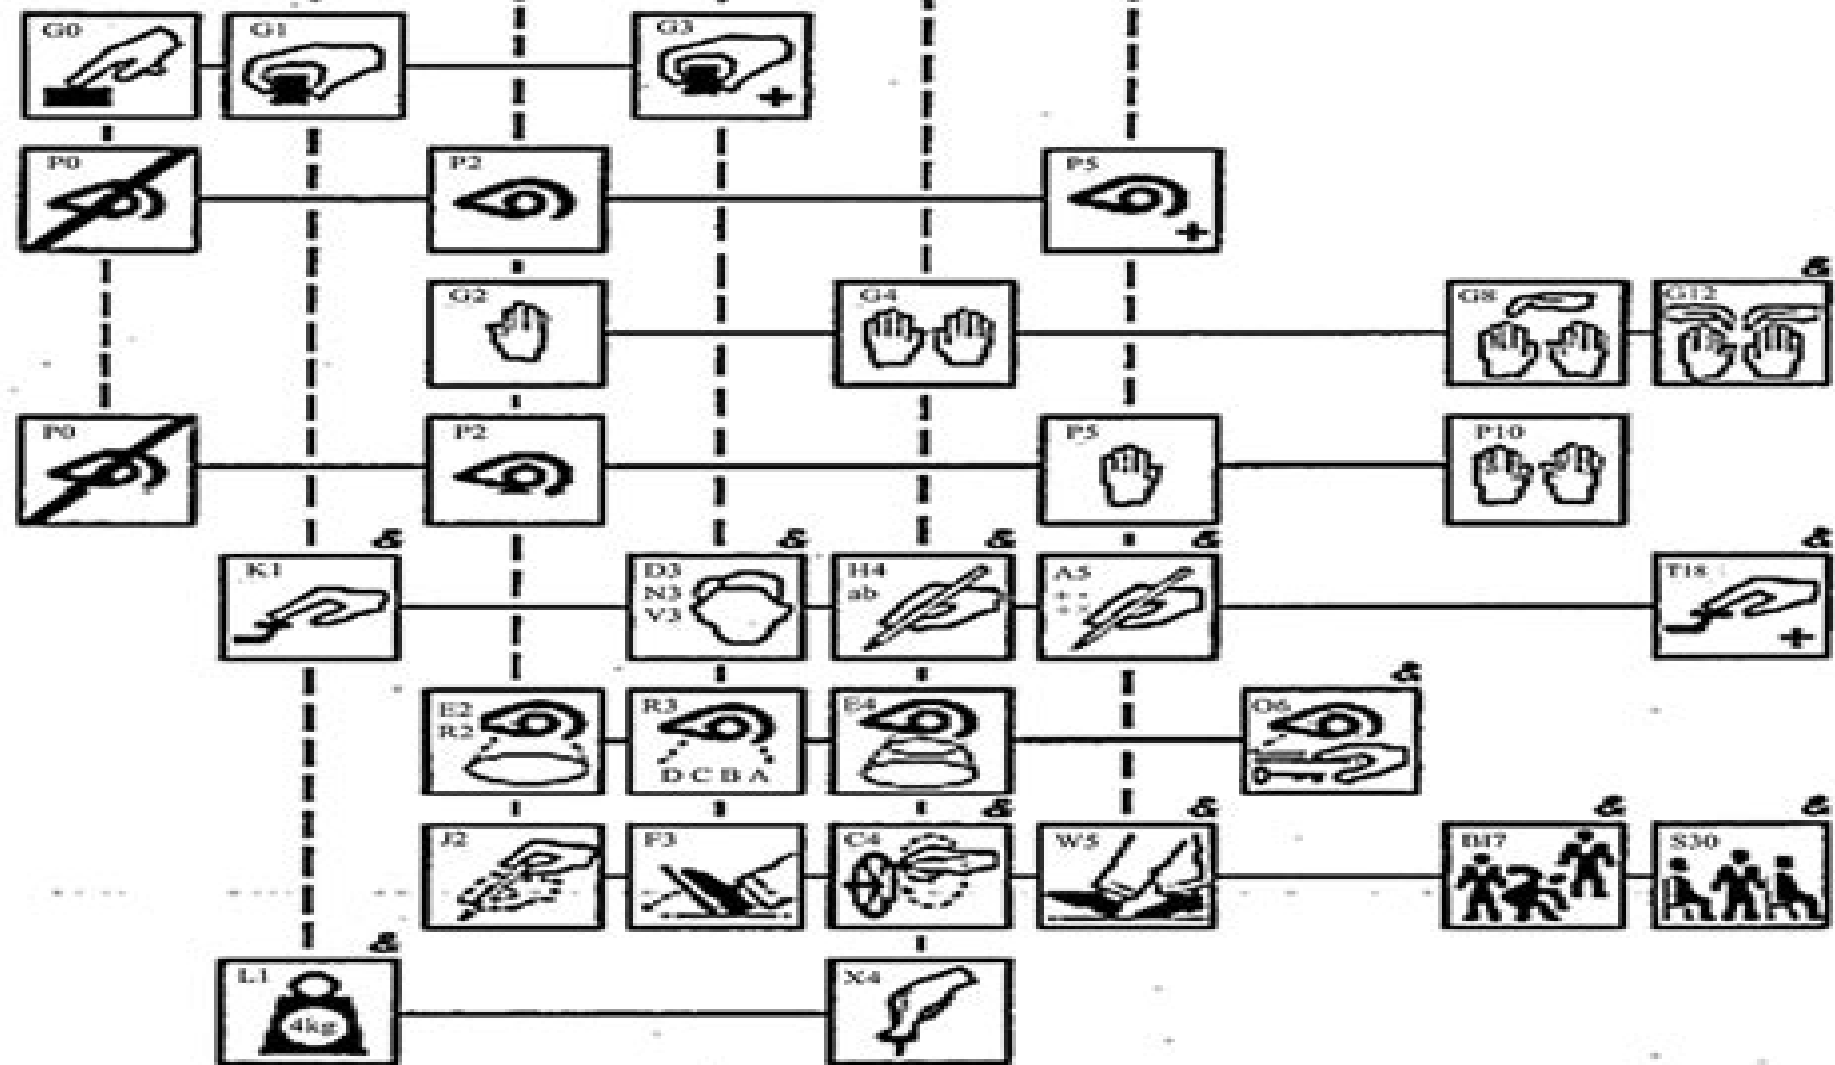 G0 G1 G3
+
P0 P2 P5
+
&
G2 G4 G8 G12
P0 P2 P5 P10
& & & & &
K1 D3 H4 A5 T18
N3 ab
V3
+
&
E2 R3 E4 O6
R2
D C B A
& & & &
J2 F3 C4 W5 B17 S30
&
L1 X4
4kg